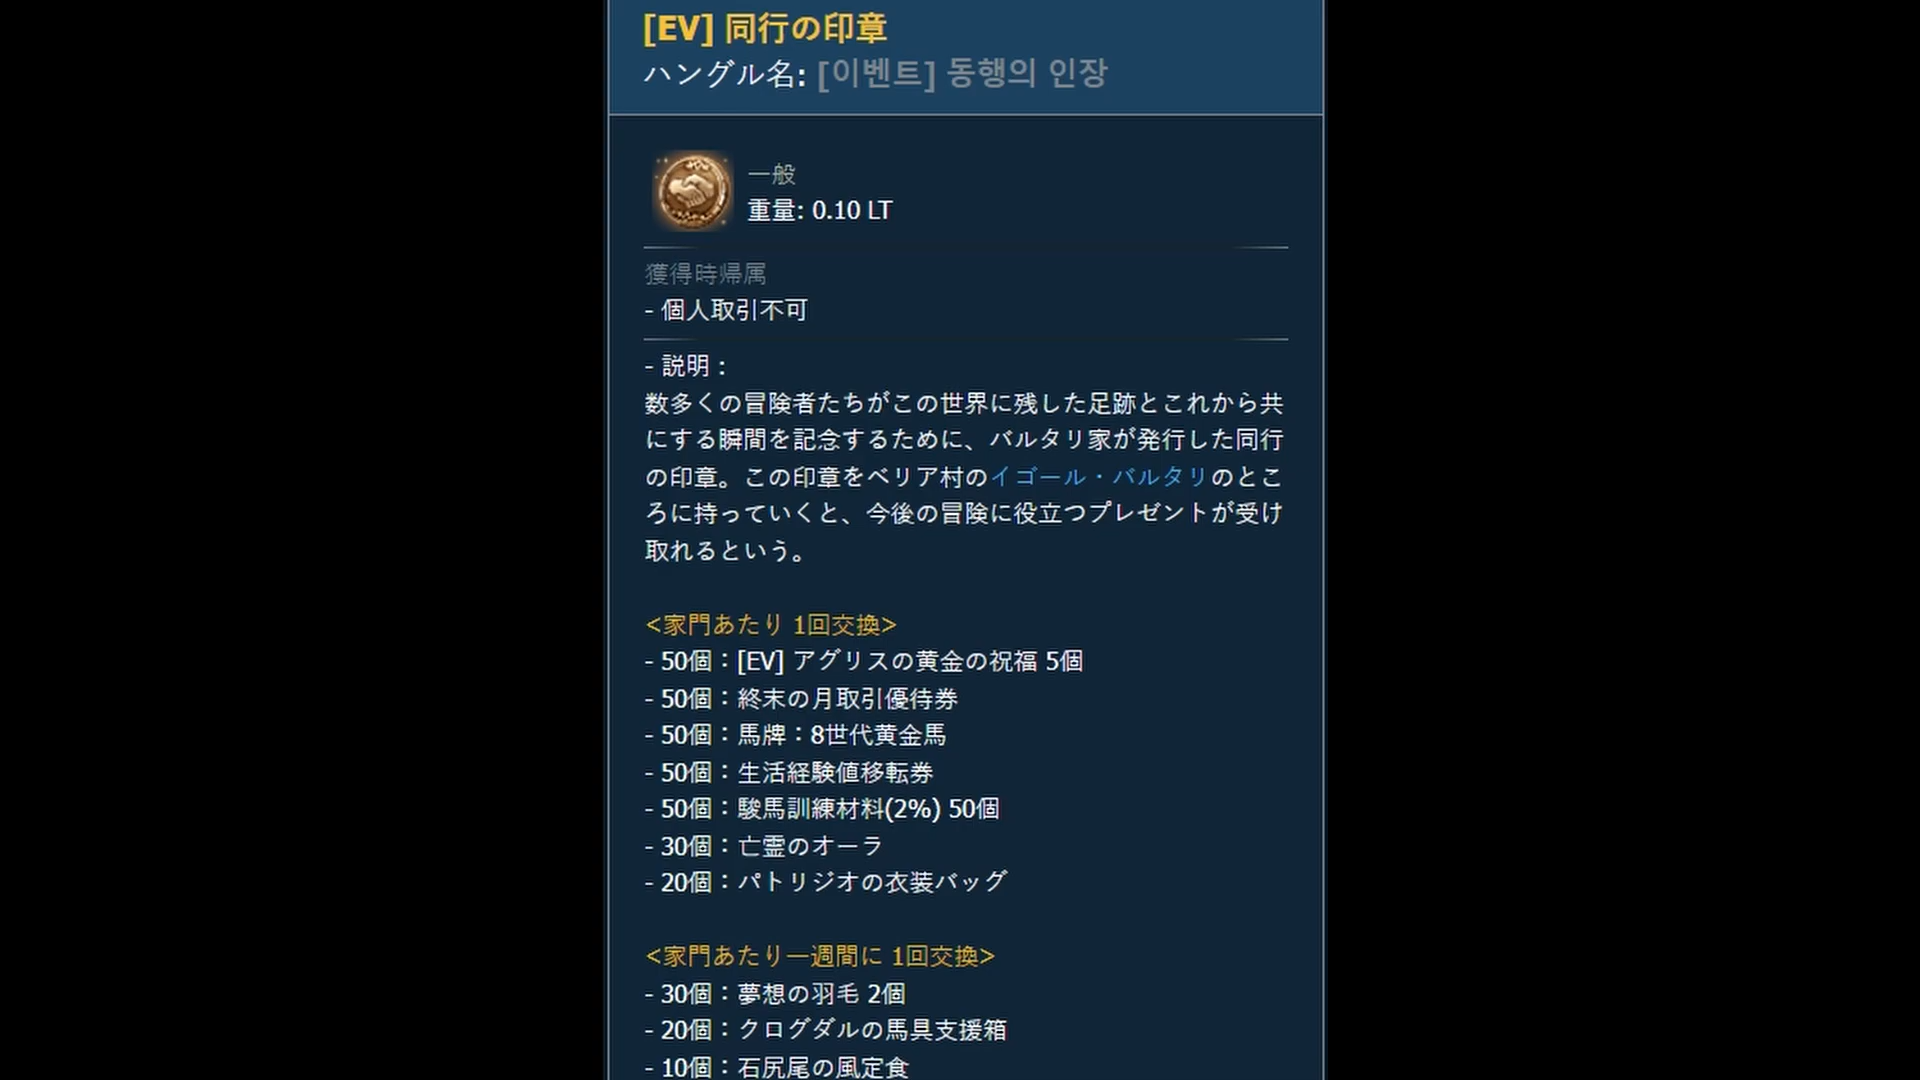 [EV] 同行の印章
ハングル名: [이벤트] 동행의 인장
一般
重量: 0.10 LT
獲得時帰属
- 個人取引不可
- 説明：
数多くの冒険者たちがこの世界に残した足跡とこれから共
にする瞬間を記念するために、バルタリ家が発行した同行
の印章。この印章をベリア村のイゴール・バルタリのとこ
ろに持っていくと、今後の冒険に役立つプレゼントが受け
取れるという。
<家門あたり 1回交換>
- 50個：[EV] アグリスの黄金の祝福 5個
- 50個：終末の月取引優待券
- 50個：馬牌：8世代黄金馬
- 50個：生活経験値移転券
- 50個：駿馬訓練材料(2%) 50個
- 30個：亡霊のオーラ
- 20個：パトリジオの衣装バッグ
<家門あたり一週間に 1回交換>
- 30個：夢想の羽毛 2個
- 20個：クログダルの馬具支援箱
- 10個：石尻尾の風定食